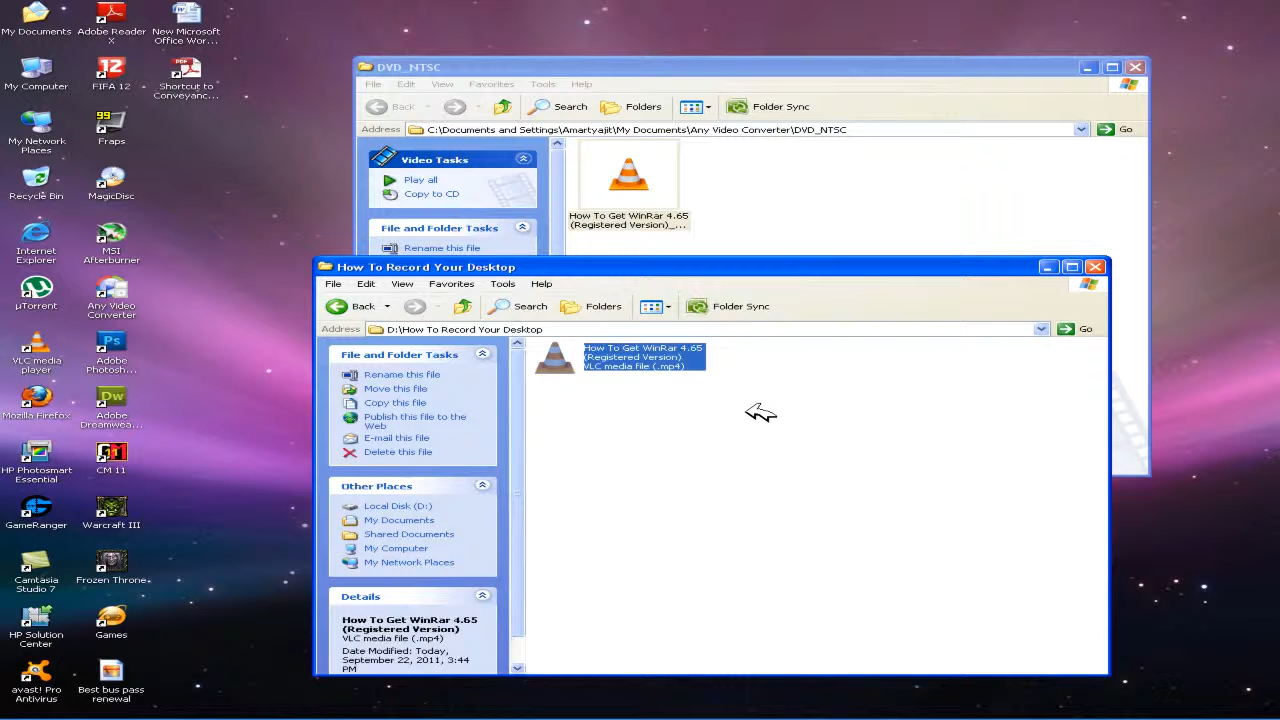 My Documents
Adobe Reader
X
New Microsoft
Office Wor...
My Computer
FIFA 12
Shortcut to
Conveyanc...
My Network
Places
99
Fraps
Recycle Bin
MagicDisc
Internet
Explorer
MSI
Afterburner
µTorrent
Any Video
Converter
VLC media
player
Adobe
Photosh...
Mozilla Firefox
Adobe
Dreamwea...
HP Photosmart
Essential
CM 11
GameRanger
Warcraft III
Camtasia
Studio 7
Frozen Throne
HP Solution
Center
Games
avast! Pro
Antivirus
Best bus pass
renewal
DVD_NTSC
File Edit View Favorites Tools Help
Back Search Folders Folder Sync
Address C:\Documents and Settings\Amartyajit\My Documents\Any Video Converter\DVD_NTSC Go
Video Tasks
Play all
Copy to CD
File and Folder Tasks
Rename this file
How To Get WinRar 4.65
(Registered Version)_...
How To Record Your Desktop
File Edit View Favorites Tools Help
Back Search Folders Folder Sync
Address D:\How To Record Your Desktop Go
File and Folder Tasks
Rename this file
Move this file
Copy this file
Publish this file to the
Web
E-mail this file
Delete this file
Other Places
Local Disk (D:)
My Documents
Shared Documents
My Computer
My Network Places
Details
How To Get WinRar 4.65
(Registered Version)
VLC media file (.mp4)
Date Modified: Today,
September 22, 2011, 3:44
PM
How To Get WinRar 4.65
(Registered Version)
VLC media file (.mp4)